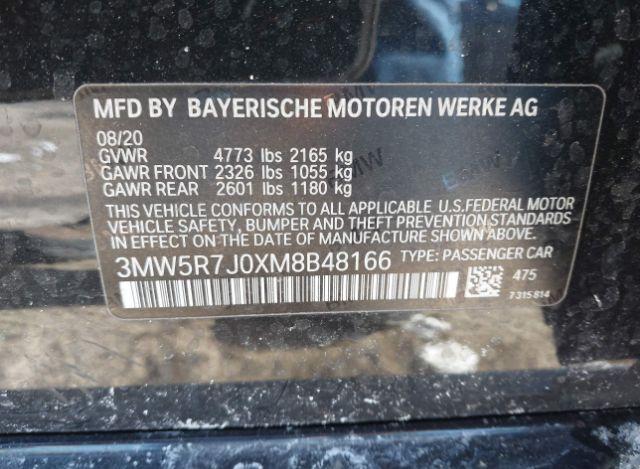 MFD BY BAYERISCHE MOTOREN WERKE AG
08/20
GVWR 4773 lbs 2165 kg
GAWR FRONT 2326 lbs 1055 kg
GAWR REAR 2601 lbs 1180 kg
THIS VEHICLE CONFORMS TO ALL APPLICABLE U.S.FEDERAL MOTOR
VEHICLE SAFETY, BUMPER AND THEFT PREVENTION STANDARDS
IN EFFECT ON THE DATE OF MANUFACTURE SHOWN ABOVE.
3MW5R7J0XM8B48166 TYPE: PASSENGER CAR
475
7315814